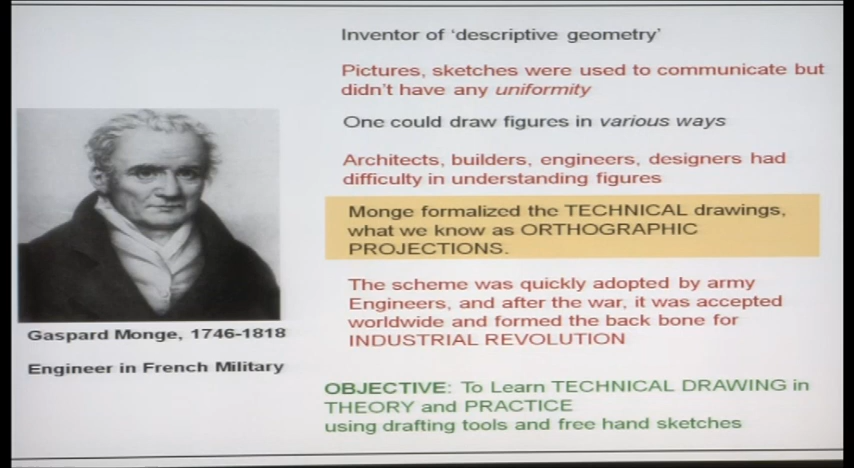 Inventor of ‘descriptive geometry’
Pictures, sketches were used to communicate but
didn’t have any uniformity
One could draw figures in various ways
Architects, builders, engineers, designers had
difficulty in understanding figures
Monge formalized the TECHNICAL drawings,
what we know as ORTHOGRAPHIC
PROJECTIONS.
The scheme was quickly adopted by army
Engineers, and after the war, it was accepted
worldwide and formed the back bone for
INDUSTRIAL REVOLUTION
Gaspard Monge, 1746-1818
Engineer in French Military
OBJECTIVE: To Learn TECHNICAL DRAWING in
THEORY and PRACTICE
using drafting tools and free hand sketches